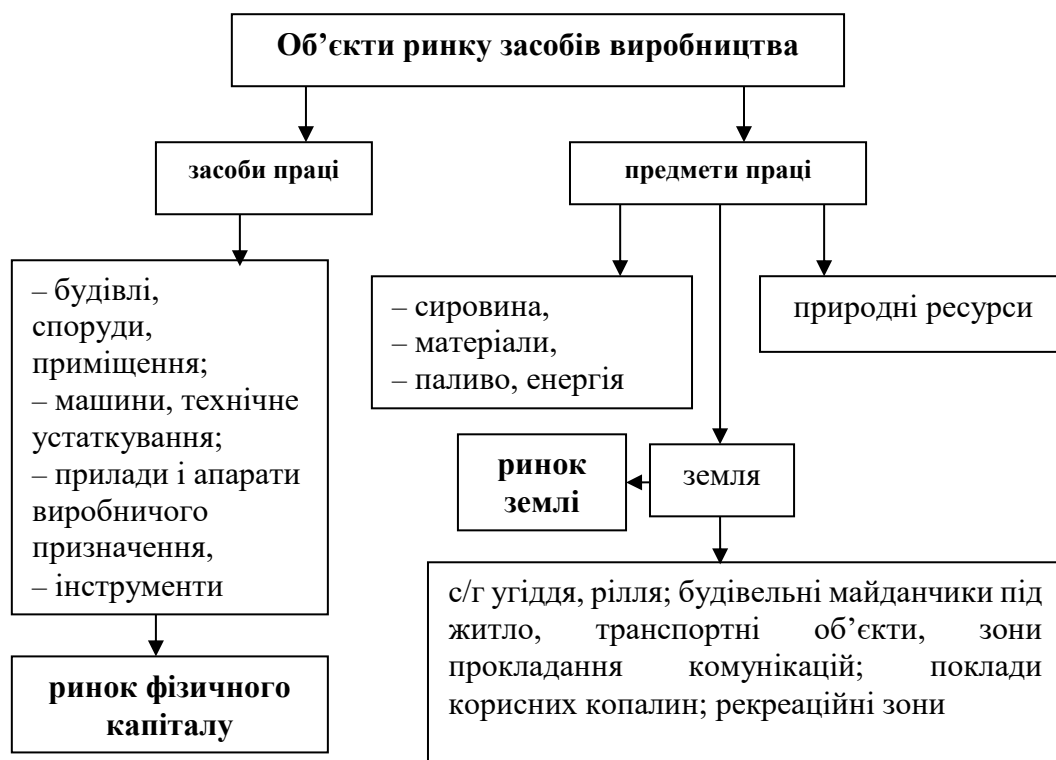 Об’єкти ринку засобів виробництва
засоби праці
предмети праці
– будівлі,
споруди,
приміщення;
– машини, технічне
устаткування;
– прилади і апарати
виробничого
призначення,
– інструменти
– сировина,
– матеріали,
– паливо, енергія
природні ресурси
ринок
землі
земля
с/г угіддя, рілля; будівельні майданчики під
житло, транспортні об’єкти, зони
прокладання комунікацій; поклади
корисних копалин; рекреаційні зони
ринок фізичного
капіталу